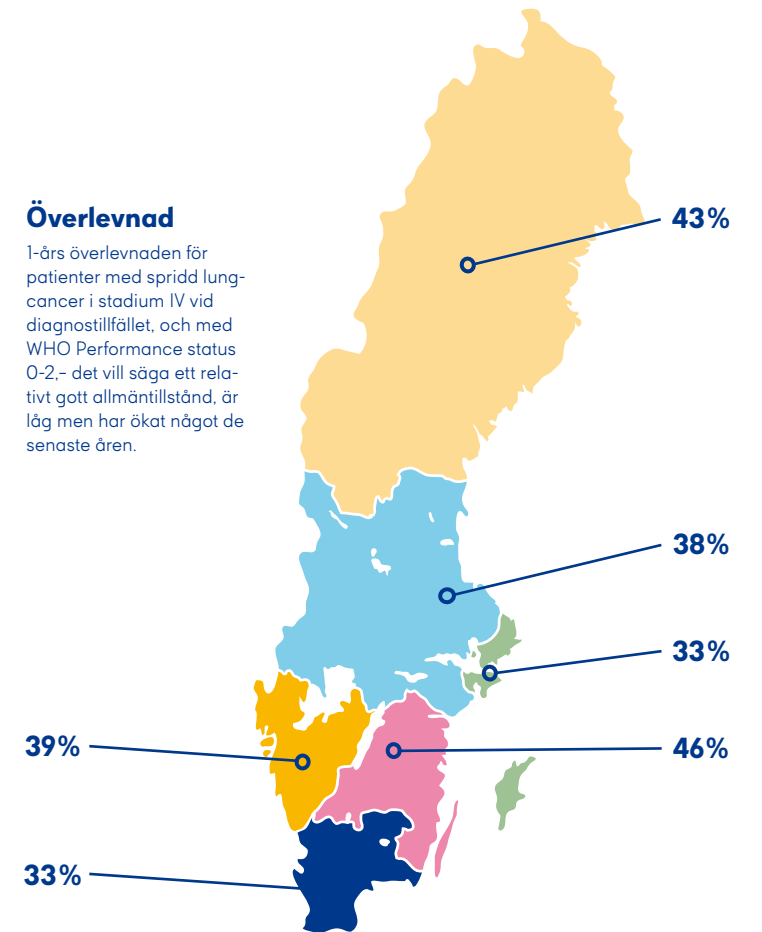 Överlevnad
1-års överlevnaden för
patienter med spridd lung-
cancer i stadium IV vid
diagnostillfället, och med
WHO Performance status
0-2,- det vill säga ett rela-
tivt gott allmäntillstånd, är
låg men har ökat något de
senaste åren.
43%
38%
33%
46%
39%
33%